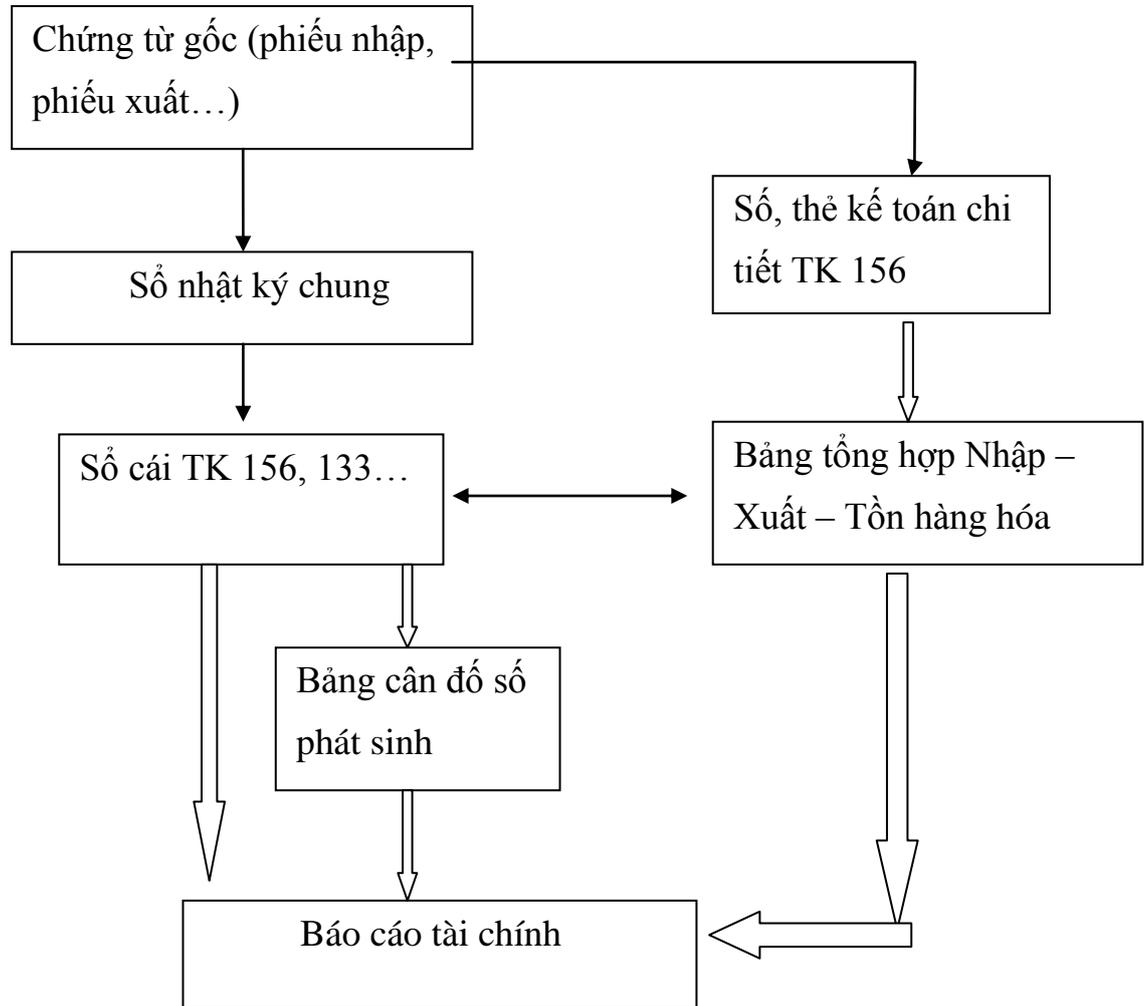 Chứng từ gốc (phiếu nhập,
phiếu xuất…)
Số, thẻ kế toán chi
tiết TK 156
Sổ nhật ký chung
Sổ cái TK 156, 133…
Bảng tổng hợp Nhập –
Xuất – Tồn hàng hóa
Bảng cân đố số
phát sinh
Báo cáo tài chính